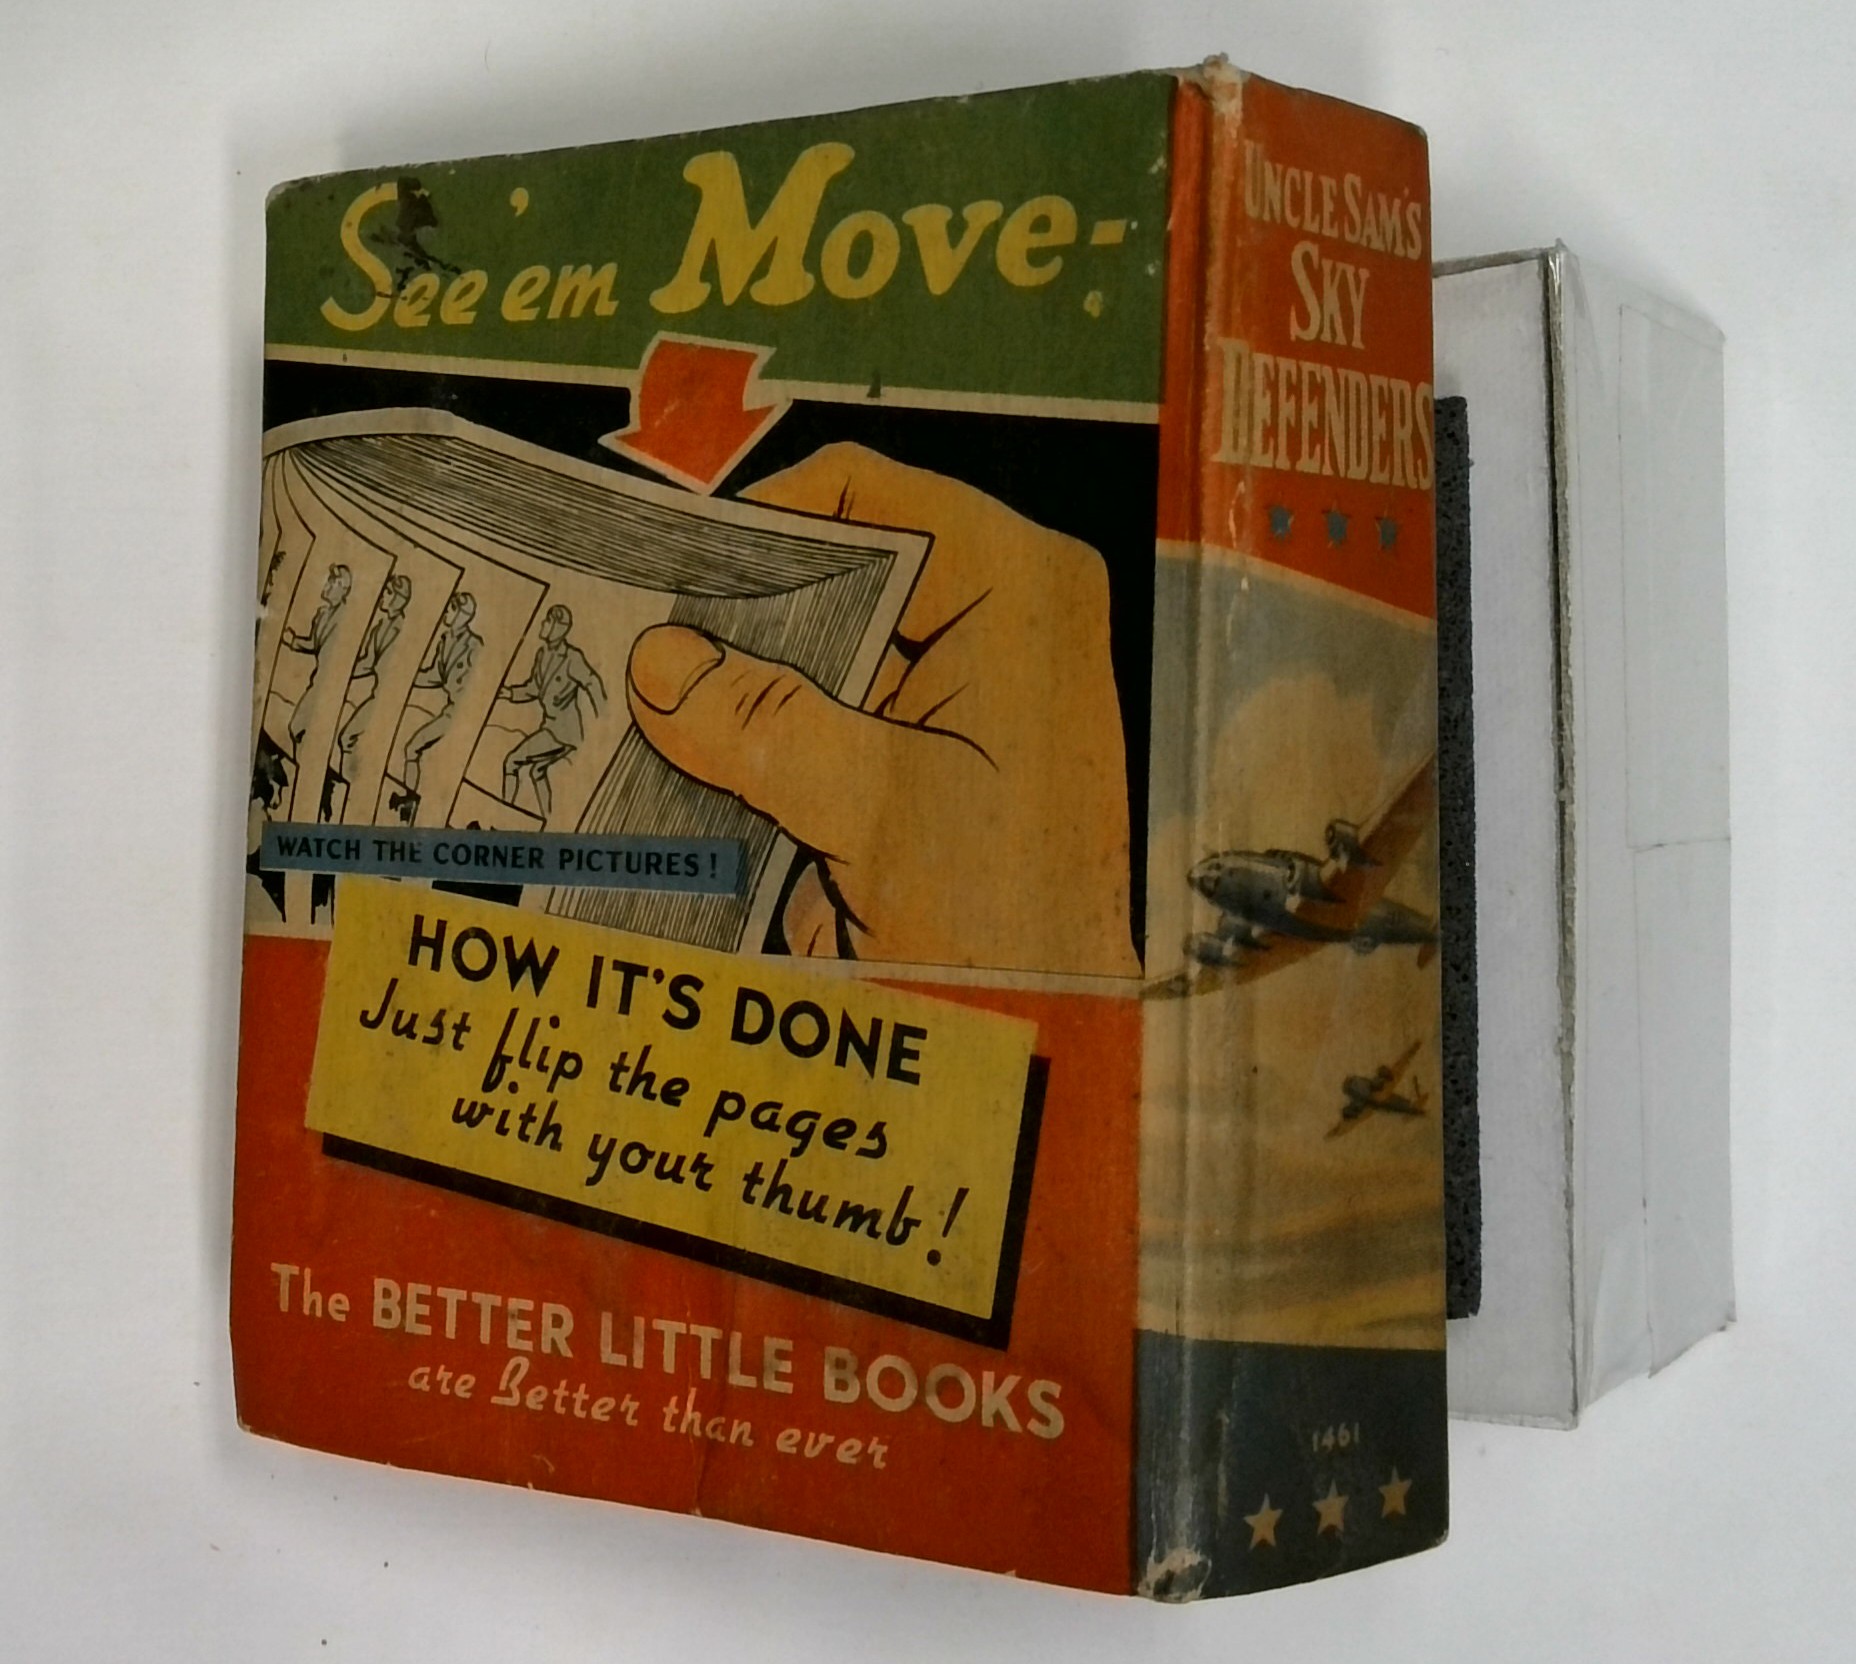 See 'em Move-
WATCH THE CORNER PICTURES!
HOW IT'S DONE
Just flip the pages
with your thumb!
The BETTER LITTLE BOOKS
are Better than ever
UNCLE SAM'S
SKY
DEFENDERS
1461